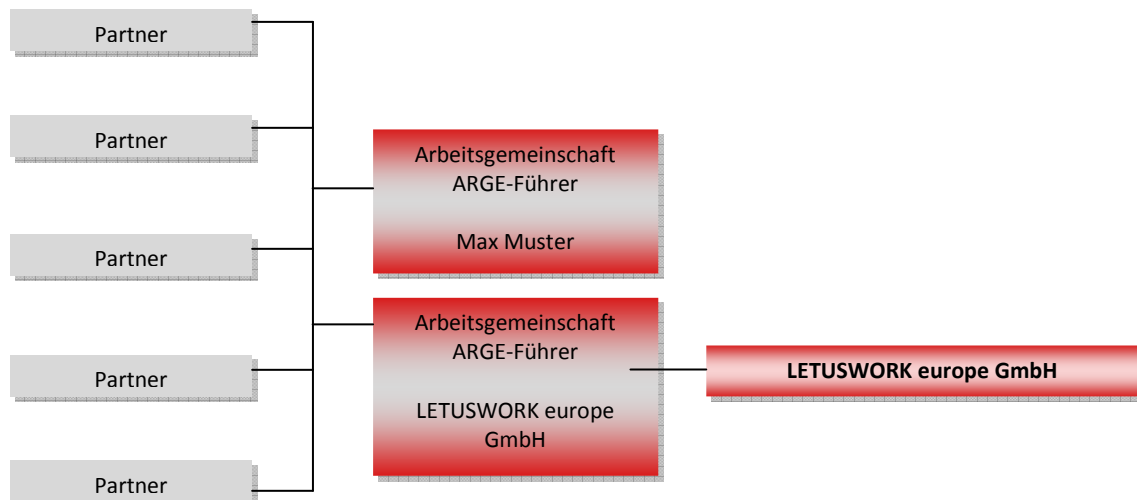 Partner
Partner
Partner
Partner
Partner
Arbeitsgemeinschaft
ARGE-Führer
Max Muster
Arbeitsgemeinschaft
ARGE-Führer
LETUSWORK europe
GmbH
LETUSWORK europe GmbH